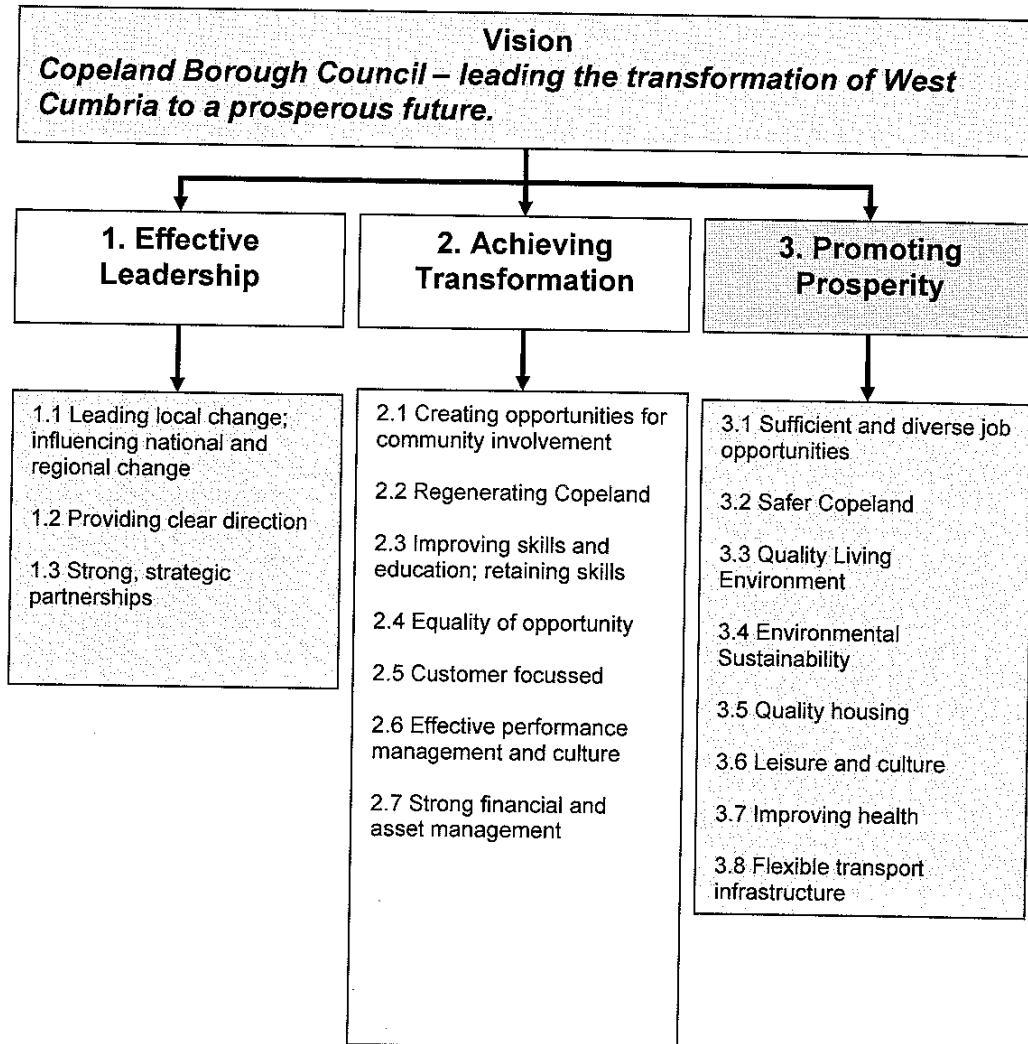 Vision
Copeland Borough Council – leading the transformation of West
Cumbria to a prosperous future.
1. Effective
Leadership
2. Achieving
Transformation
3. Promoting
Prosperity
1.1 Leading local change;
influencing national and
regional change
1.2 Providing clear direction
1.3 Strong, strategic
partnerships
2.1 Creating opportunities for
community involvement
2.2 Regenerating Copeland
2.3 Improving skills and
education; retaining skills
2.4 Equality of opportunity
2.5 Customer focussed
2.6 Effective performance
management and culture
2.7 Strong financial and
asset management
3.1 Sufficient and diverse job
opportunities
3.2 Safer Copeland
3.3 Quality Living
Environment
3.4 Environmental
Sustainability
3.5 Quality housing
3.6 Leisure and culture
3.7 Improving health
3.8 Flexible transport
infrastructure